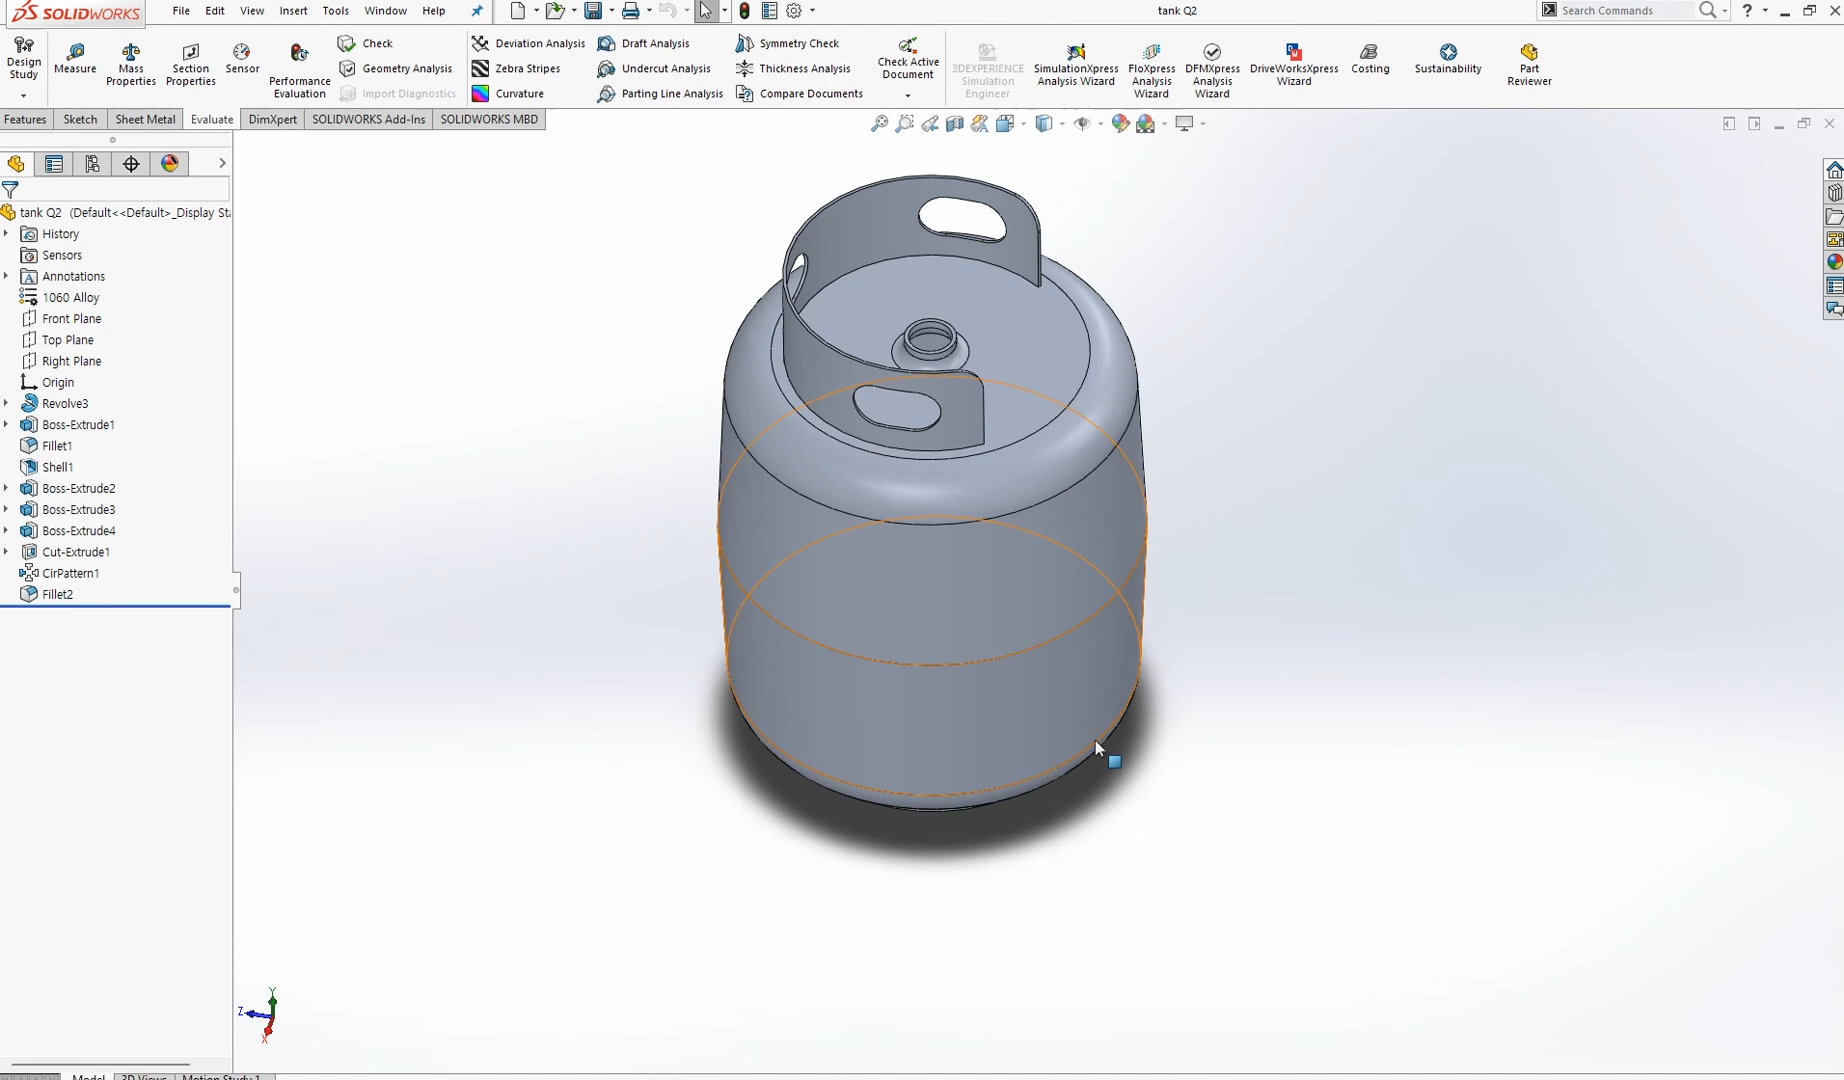 SOLIDWORKS File Edit View Insert Tools Window Help tank Q2 Search Commands ?
Design Study
Measure
Mass Properties
Section Properties
Sensor
Performance Evaluation
Check
Geometry Analysis
Import Diagnostics
Deviation Analysis
Zebra Stripes
Curvature
Draft Analysis
Undercut Analysis
Parting Line Analysis
Symmetry Check
Thickness Analysis
Compare Documents
Check Active Document
3DEXPERIENCE Simulation Engineer
SimulationXpress Analysis Wizard
FloXpress Analysis Wizard
DFMXpress Analysis Wizard
DriveWorksXpress Wizard
Costing
Sustainability
Part Reviewer
Features Sketch Sheet Metal Evaluate DimXpert SOLIDWORKS Add-Ins SOLIDWORKS MBD
tank Q2 (Default<<Default>_Display St
History
Sensors
Annotations
1060 Alloy
Front Plane
Top Plane
Right Plane
Origin
Revolve3
Boss-Extrude1
Fillet1
Shell1
Boss-Extrude2
Boss-Extrude3
Boss-Extrude4
Cut-Extrude1
CirPattern1
Fillet2
Y
Z
X
Model 3D Views Motion Study 1